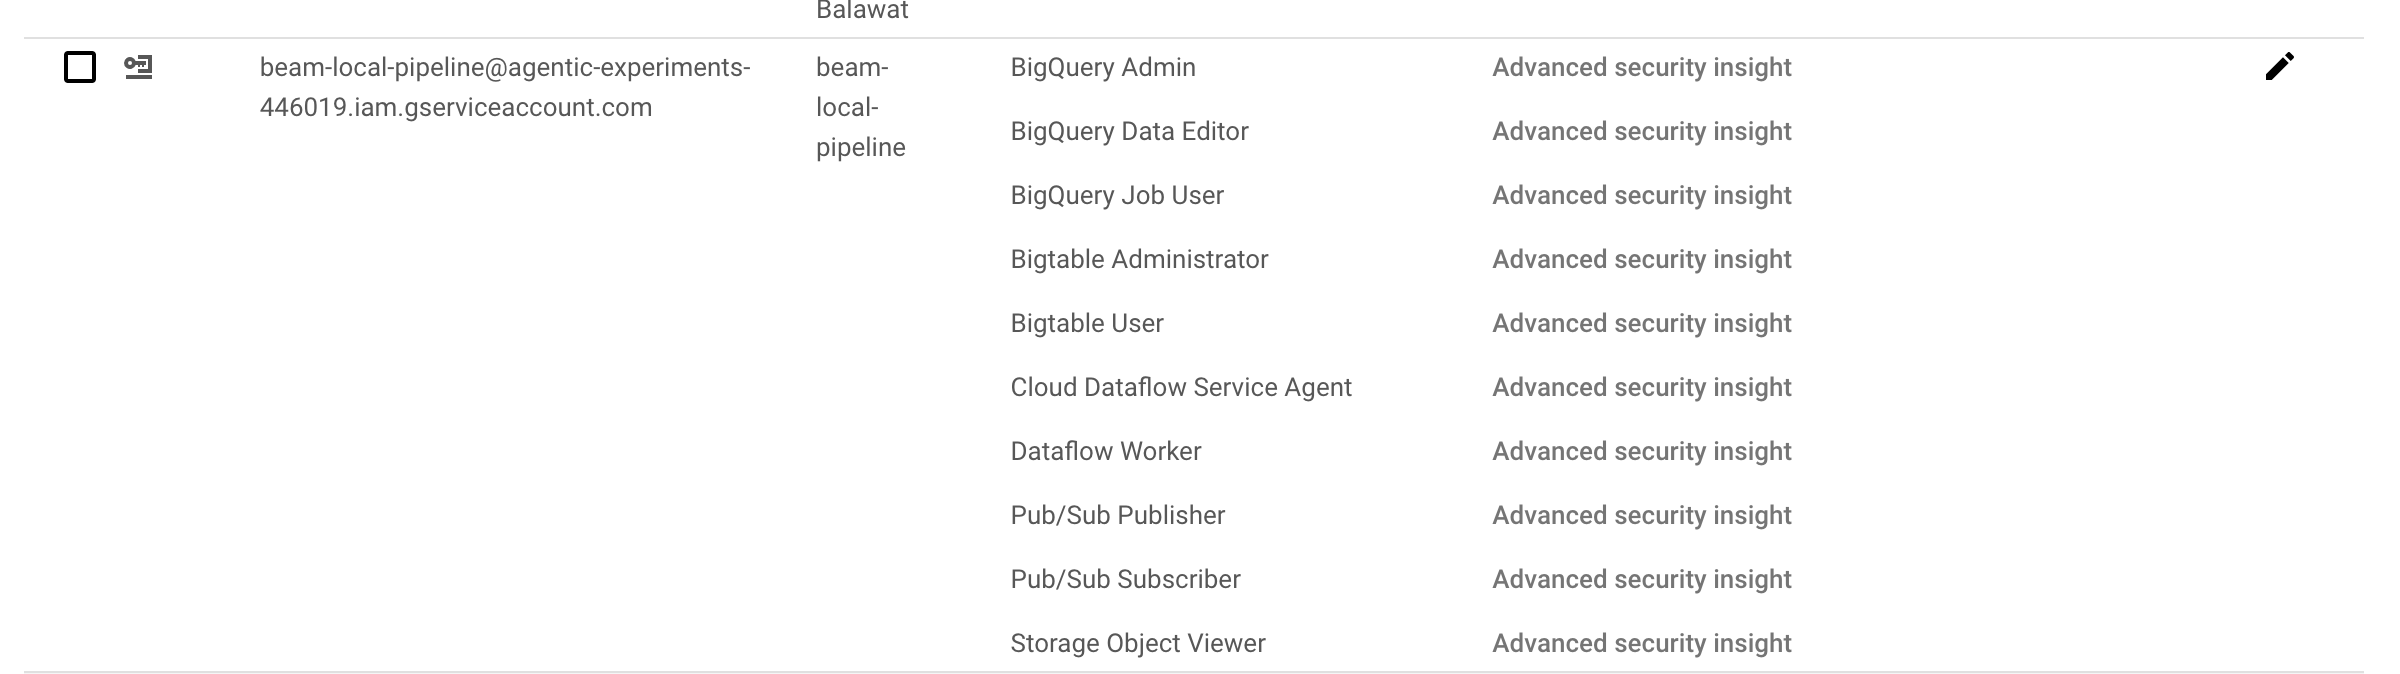 Balawat
beam-local-pipeline@agentic-experiments-
446019.iam.gserviceaccount.com
beam-
local-
pipeline
BigQuery Admin
Advanced security insight
BigQuery Data Editor
Advanced security insight
BigQuery Job User
Advanced security insight
Bigtable Administrator
Advanced security insight
Bigtable User
Advanced security insight
Cloud Dataflow Service Agent
Advanced security insight
Dataflow Worker
Advanced security insight
Pub/Sub Publisher
Advanced security insight
Pub/Sub Subscriber
Advanced security insight
Storage Object Viewer
Advanced security insight